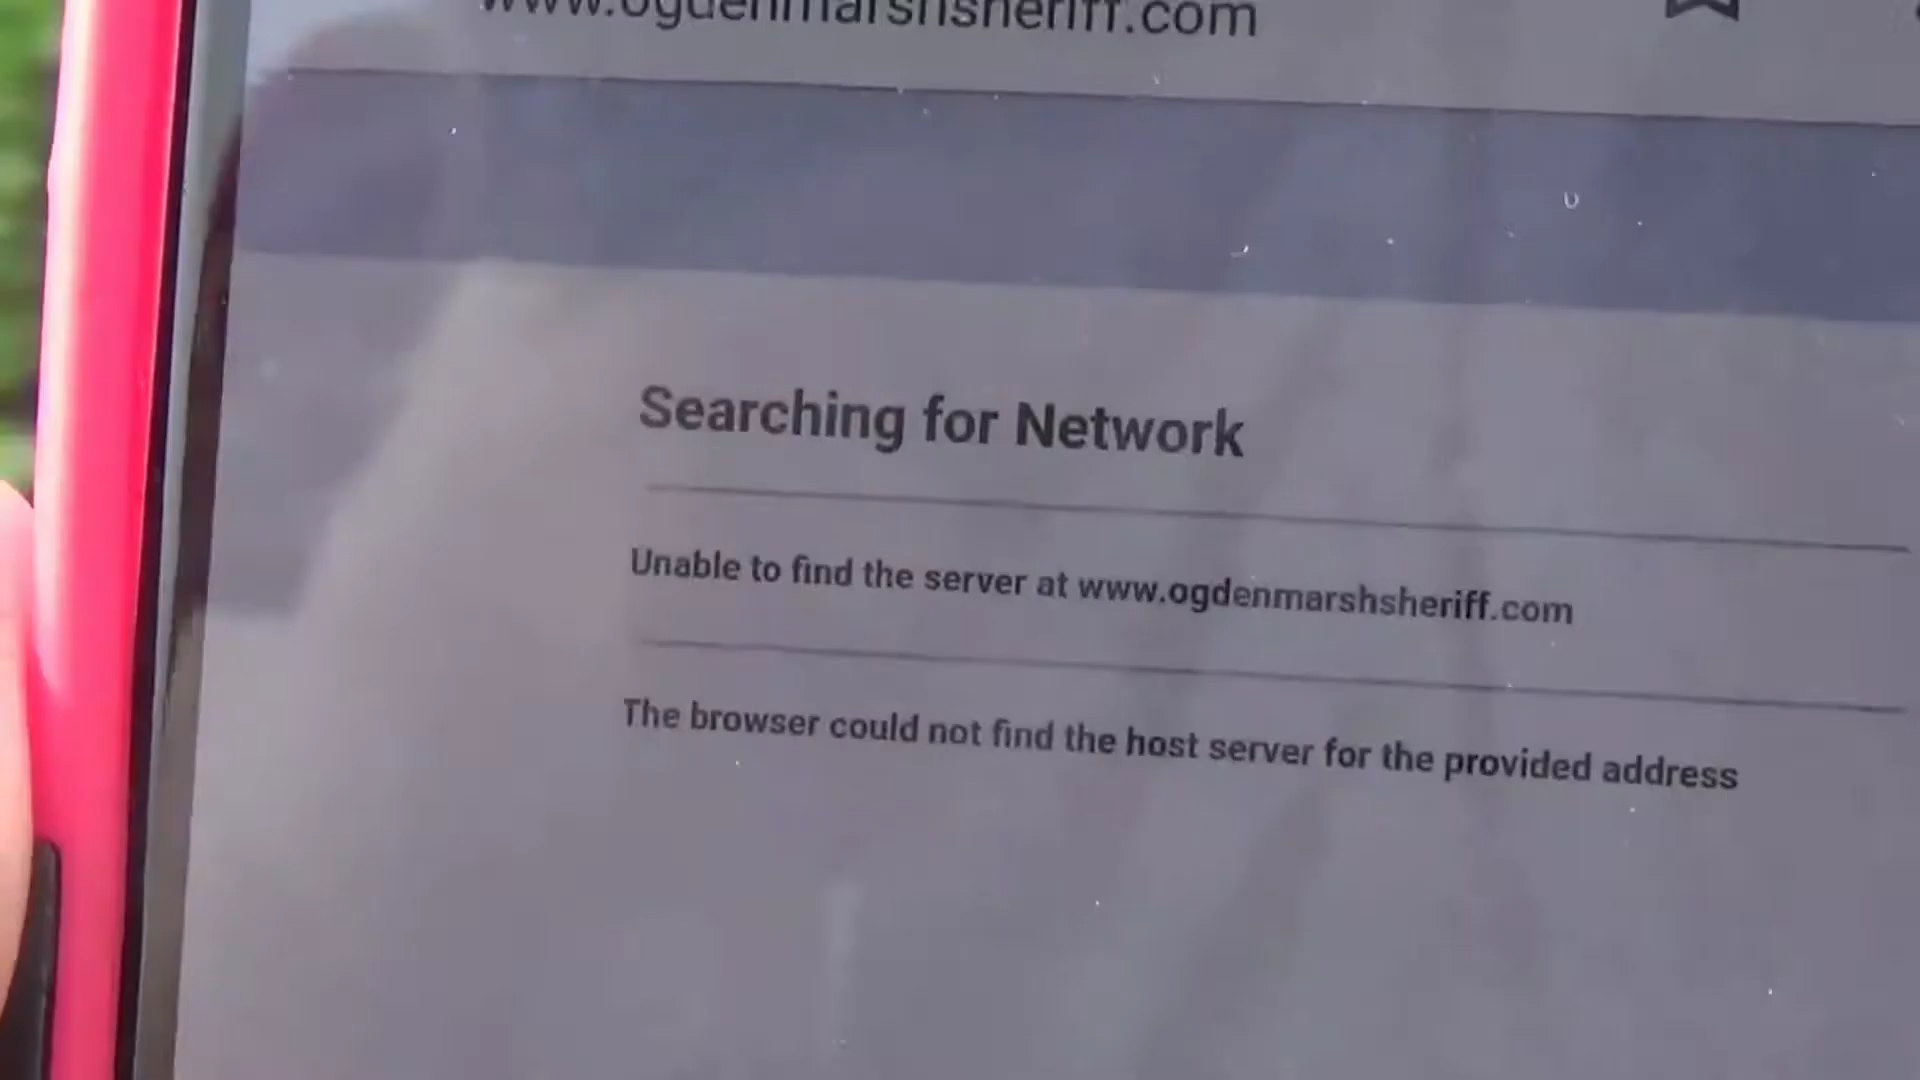 www.ogdenmarshsheriff.com
Searching for Network
Unable to find the server at www.ogdenmarshsheriff.com
The browser could not find the host server for the provided address